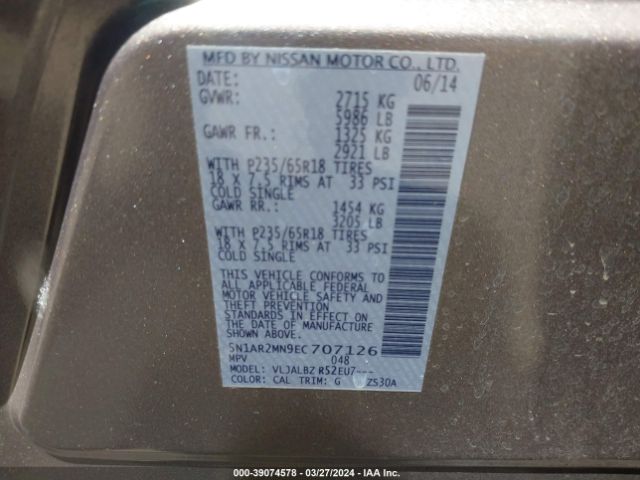 MFD BY NISSAN MOTOR CO., LTD.
DATE: 06/14
GVWR: 2715 KG
5986 LB
GAWR FR.: 1325 KG
2921 LB
WITH P235/65R18 TIRES
18 X 7.5 RIMS AT 33 PSI
COLD SINGLE
GAWR RR.: 1454 KG
3205 LB
WITH P235/65R18 TIRES
18 X 7.5 RIMS AT 33 PSI
COLD SINGLE
THIS VEHICLE CONFORMS TO
ALL APPLICABLE FEDERAL
MOTOR VEHICLE SAFETY AND
THEFT PREVENTION
STANDARDS IN EFFECT ON
THE DATE OF MANUFACTURE
SHOWN ABOVE.
5N1AR2MN9EC707126
MPV 048
MODEL: VLJALBZ R52EU7---
COLOR: CAL TRIM: G ZS30A
000-39074578 — 03/27/2024 — IAA Inc.